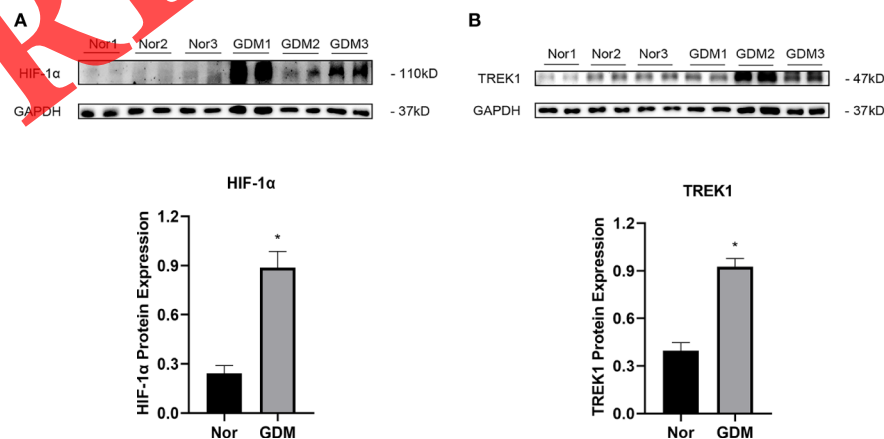 A
Nor1 Nor2 Nor3 GDM1 GDM2 GDM3
HIF-1α - 110kD
GAPDH - 37kD
HIF-1α
HIF-1α Protein Expression
1.2
0.9
0.6
0.3
0.0
*
Nor GDM
B
Nor1 Nor2 Nor3 GDM1 GDM2 GDM3
TREK1 - 47kD
GAPDH - 37kD
TREK1
TREK1 Protein Expression
1.2
0.9
0.6
0.3
0.0
*
Nor GDM